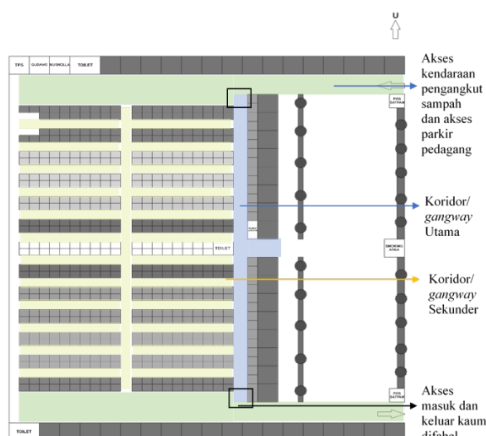 U
TPS GUDANG MUSHOLLA TOILET
Akses
kendaraan
pengangkut
sampah
dan akses
parkir
pedagang
POS
SATPAM
Koridor/
gangway
Utama
TOILET
SMOKING
AREA
Koridor/
gangway
Sekunder
POS
SATPAM
Akses
masuk dan
keluar kaum
difabel
TOILET